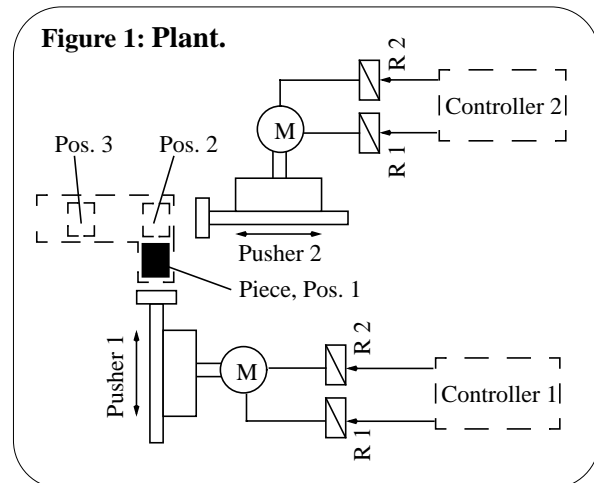 Figure 1: Plant.
R 2
Controller 2
M
Pos. 3
Pos. 2
R 1
Pusher 2
Piece, Pos. 1
Pusher 1
R 2
M
Controller 1
R 1